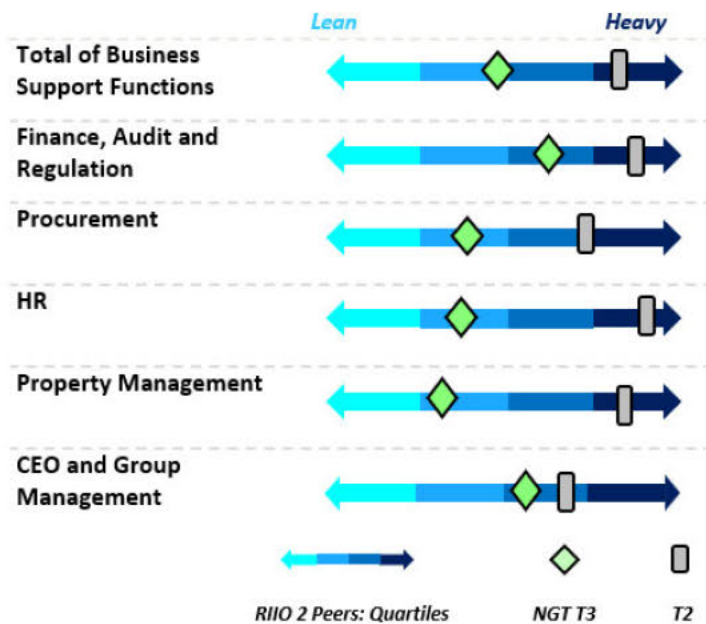 Lean
Heavy
Total of Business
Support Functions
Finance, Audit and
Regulation
Procurement
HR
Property Management
CEO and Group
Management
RIIO 2 Peers: Quartiles
NGT T3
T2